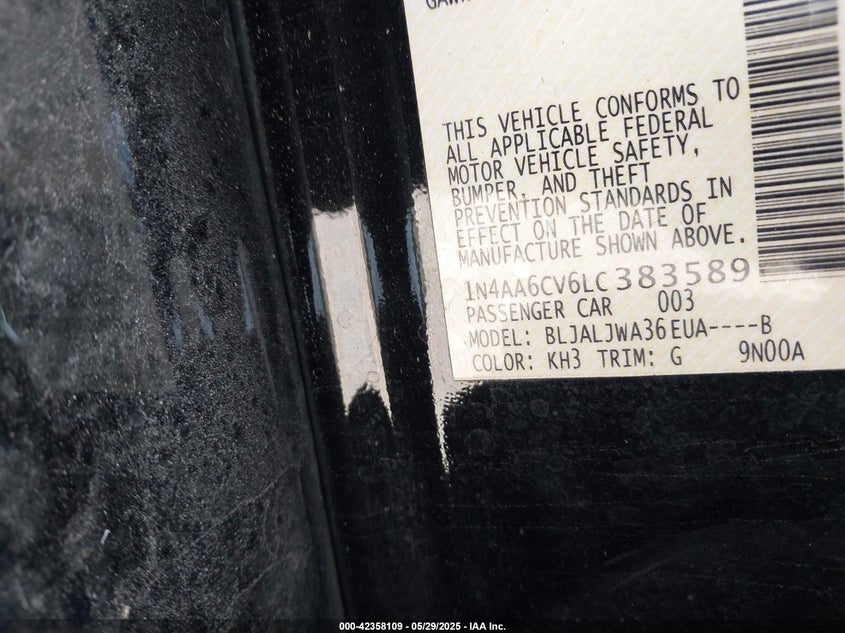 THIS VEHICLE CONFORMS TO
ALL APPLICABLE FEDERAL
MOTOR VEHICLE SAFETY,
BUMPER, AND THEFT
PREVENTION STANDARDS IN
EFFECT ON THE DATE OF
MANUFACTURE SHOWN ABOVE.
1N4AA6CV6LC383589
PASSENGER CAR 003
MODEL: BLJALJWA36EUA----B
COLOR: KH3 TRIM: G 9N00A
000-42358109 - 05/29/2025 - IAA Inc.